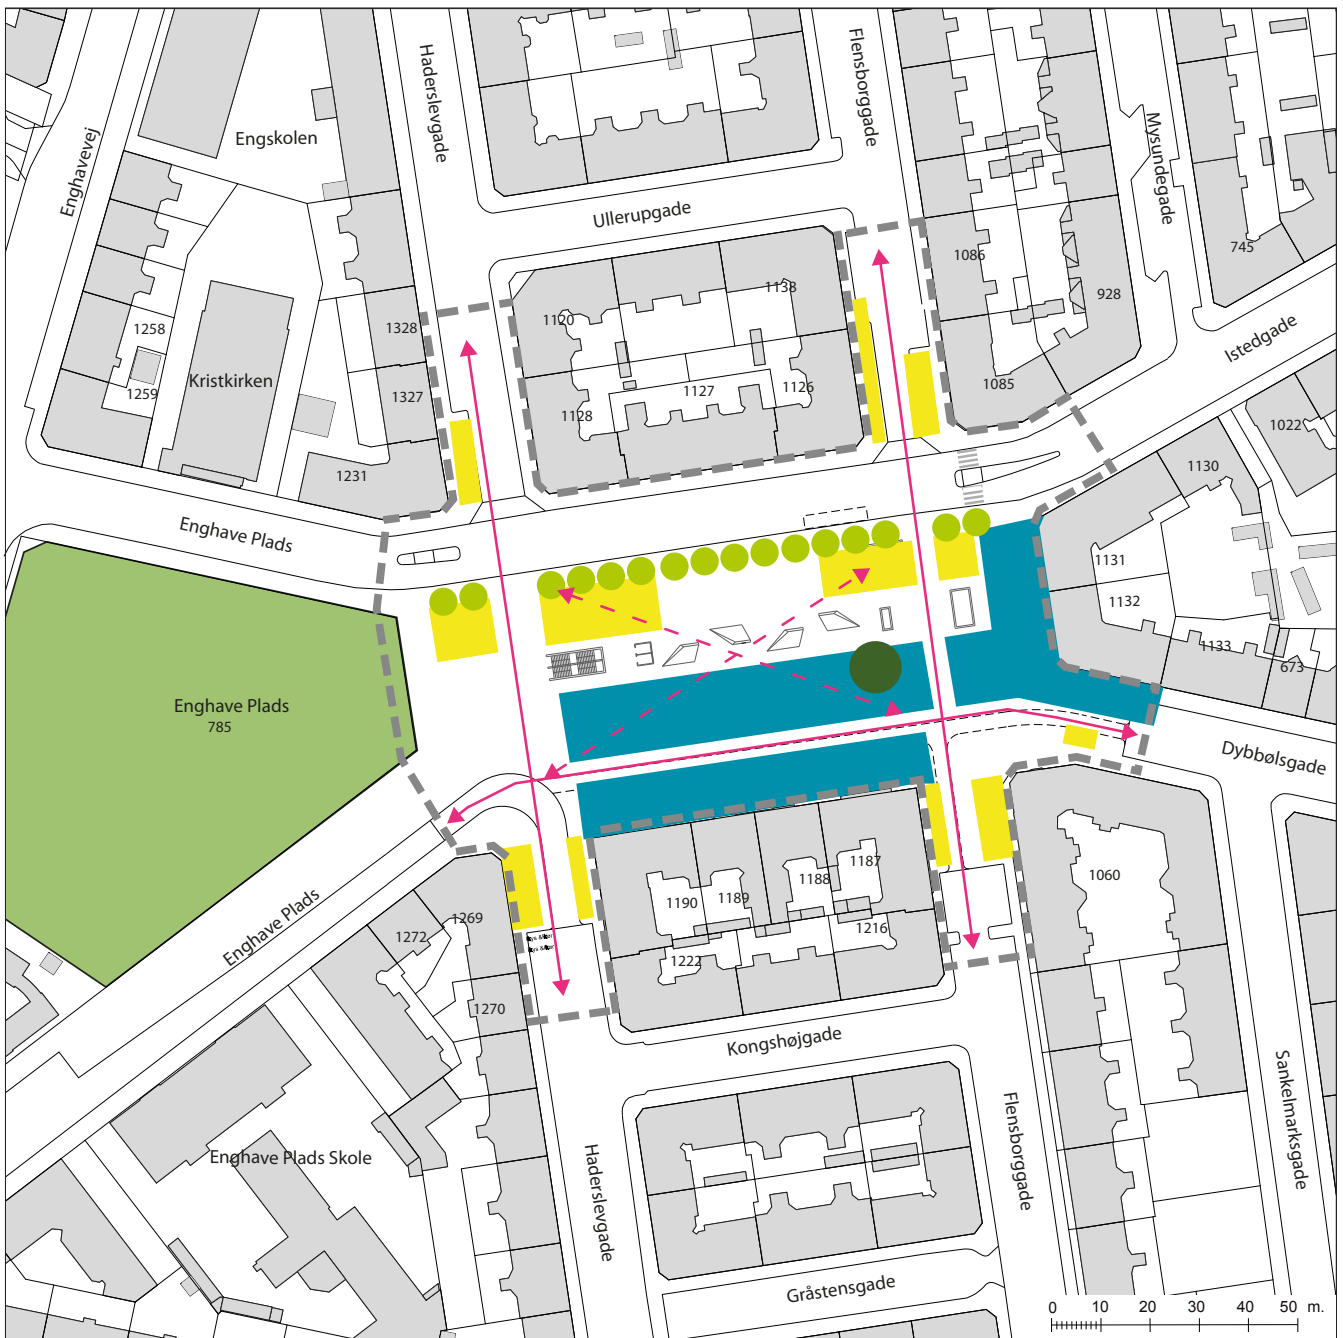 Haderslevgade
Flensborggade
Mysundegade
Enghavevej
Engskolen
Ullerupgade
745
1086
928
1138
1120
1258
1328
Istedgade
Kristkirken
1259
1327
1128
1127
1126
1085
1022
1231
1130
Enghave Plads
1131
1132
1133
673
Enghave Plads
785
Dybbølsgade
1187
1188
1190
1189
1060
Enghave Plads
1269
1272
1216
1222
1270
Kongshøjgade
Sankelmarksgade
Flensborggade
Haderslevgade
Enghave Plads Skole
Gråstensgade
0 10 20 30 40 50 m.